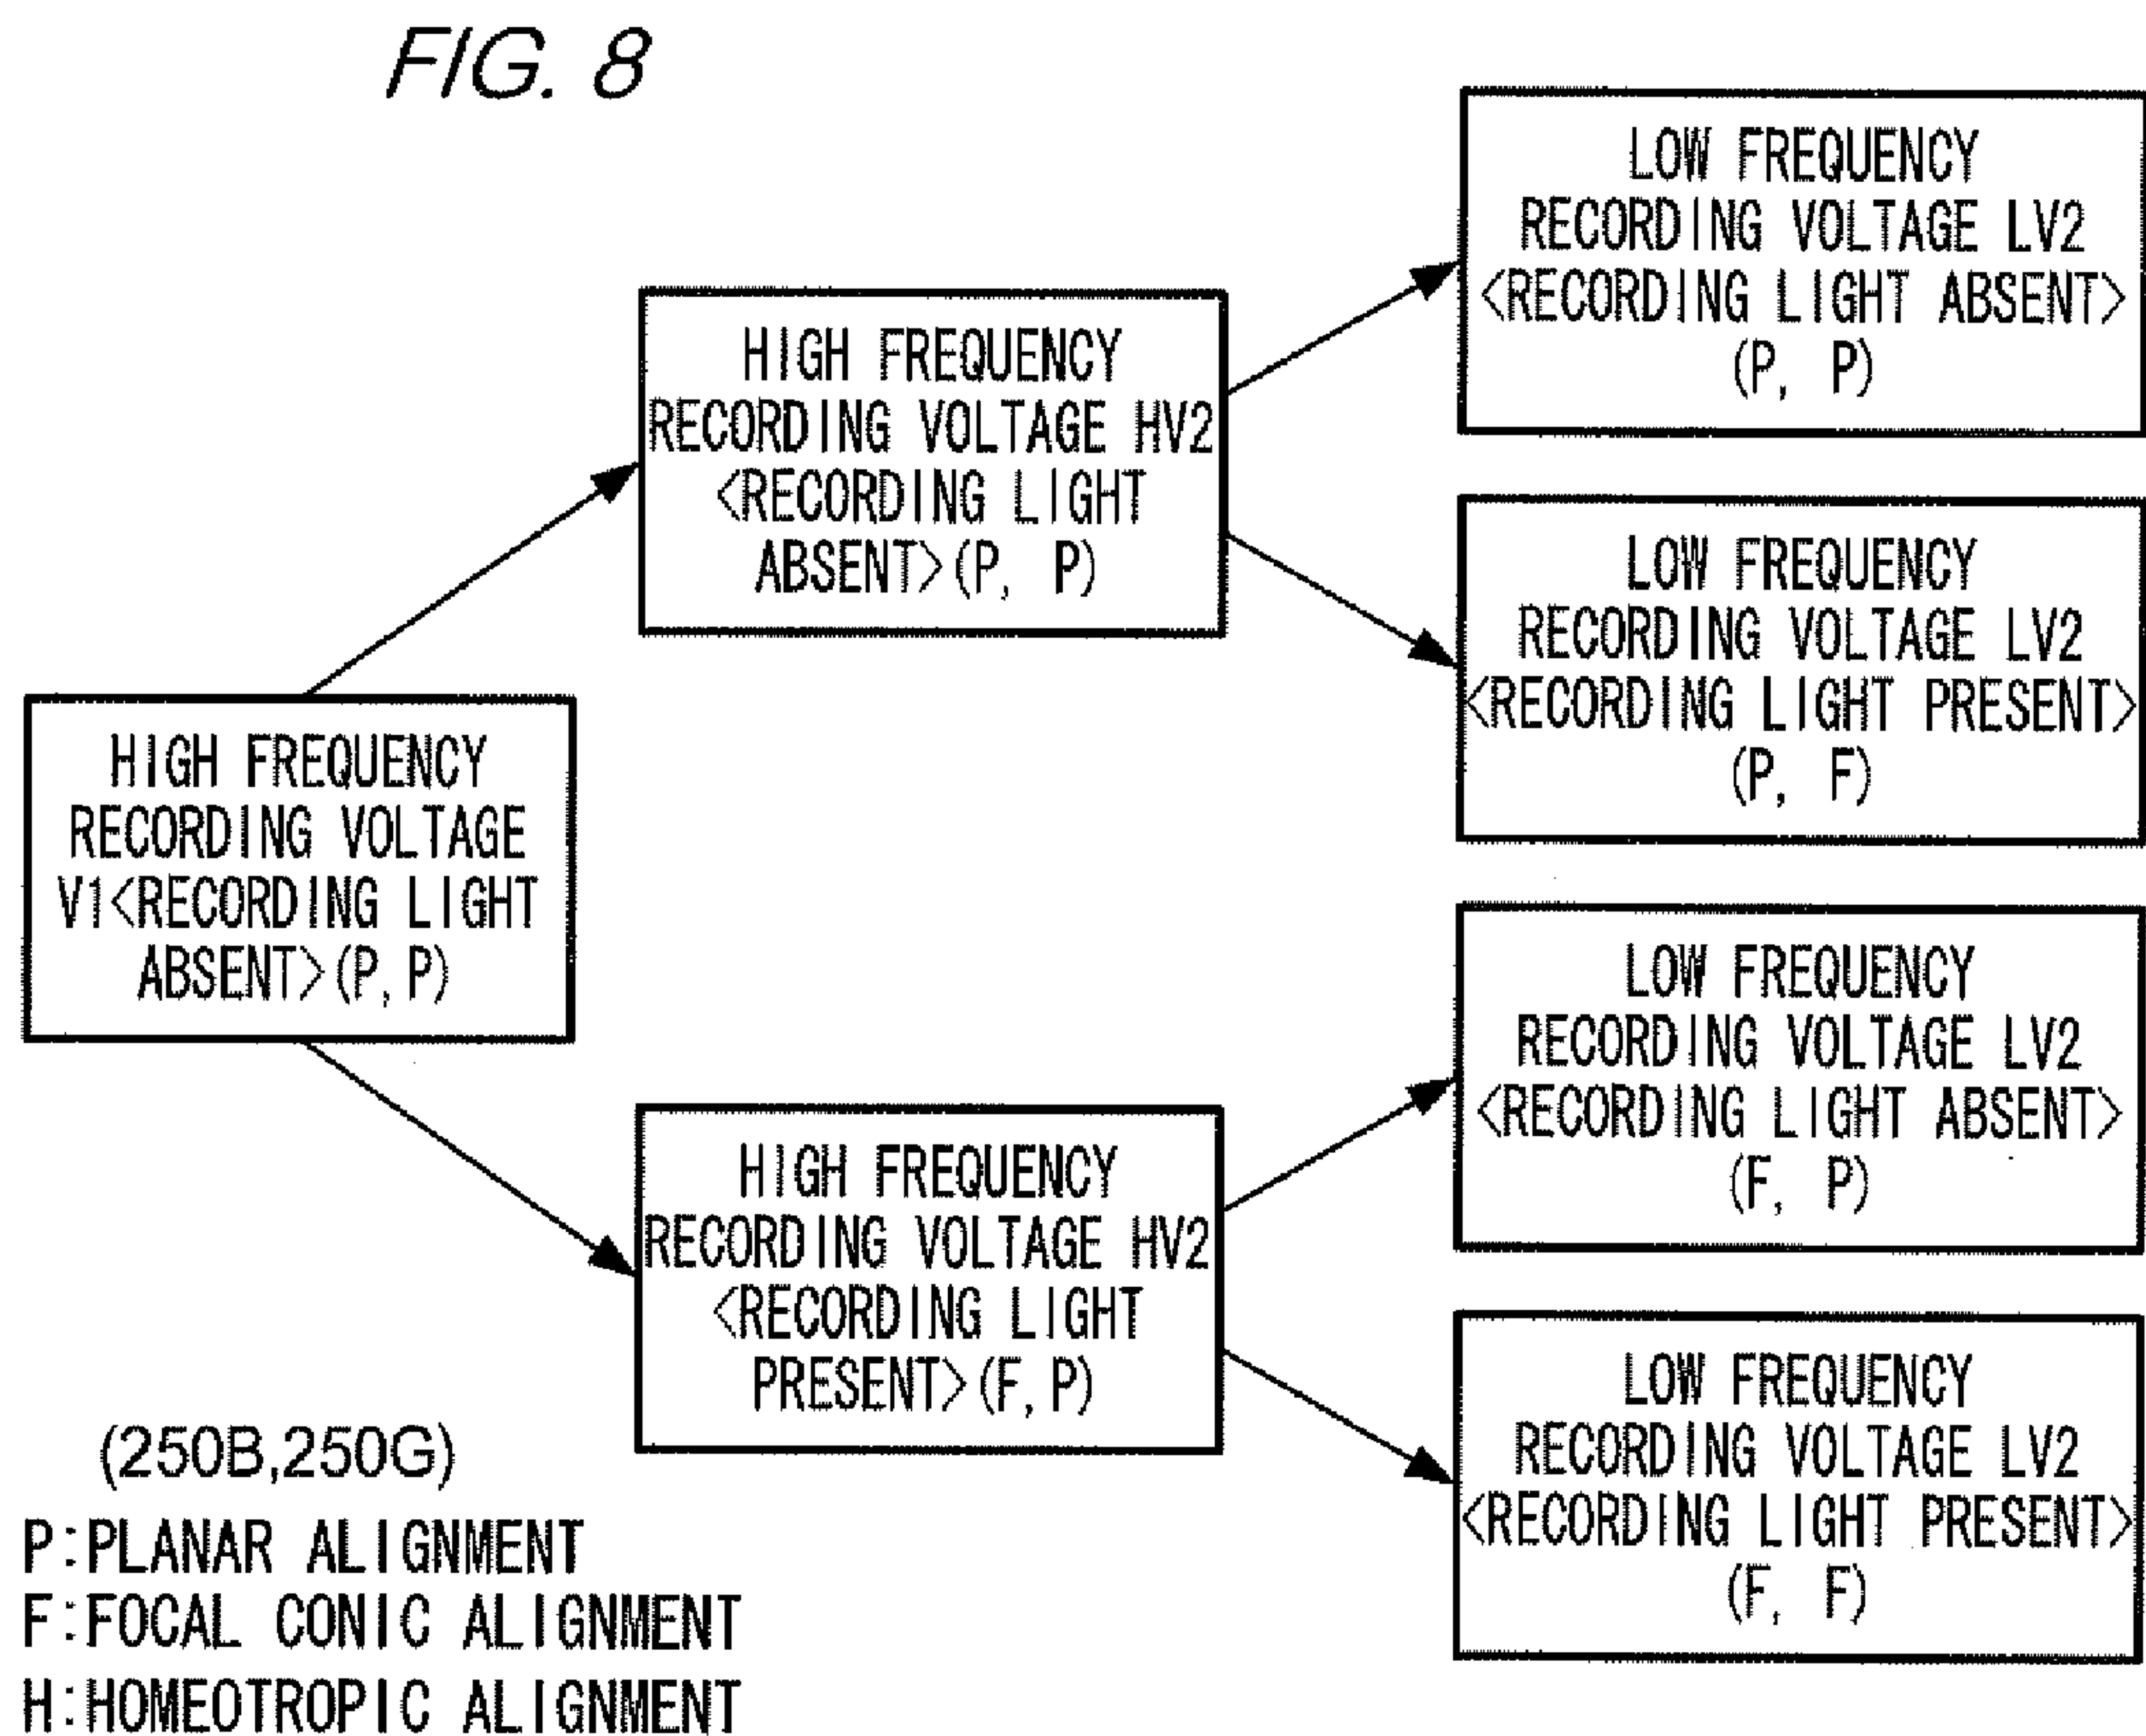 FIG. 8
HIGH FREQUENCY
RECORDING VOLTAGE
V1<RECORDING LIGHT
ABSENT>(P,P)
HIGH FREQUENCY
RECORDING VOLTAGE HV2
<RECORDING LIGHT
ABSENT>(P, P)
HIGH FREQUENCY
RECORDING VOLTAGE HV2
<RECORDING LIGHT
PRESENT>(F,P)
LOW FREQUENCY
RECORDING VOLTAGE LV2
<RECORDING LIGHT ABSENT>
(P, P)
LOW FREQUENCY
RECORDING VOLTAGE LV2
<RECORDING LIGHT PRESENT>
(P, F)
LOW FREQUENCY
RECORDING VOLTAGE LV2
<RECORDING LIGHT ABSENT>
(F, P)
LOW FREQUENCY
RECORDING VOLTAGE LV2
<RECORDING LIGHT PRESENT>
(F, F)
(250B,250G)
P:PLANAR ALIGNMENT
F:FOCAL CONIC ALIGNMENT
H:HOMEOTROPIC ALIGNMENT